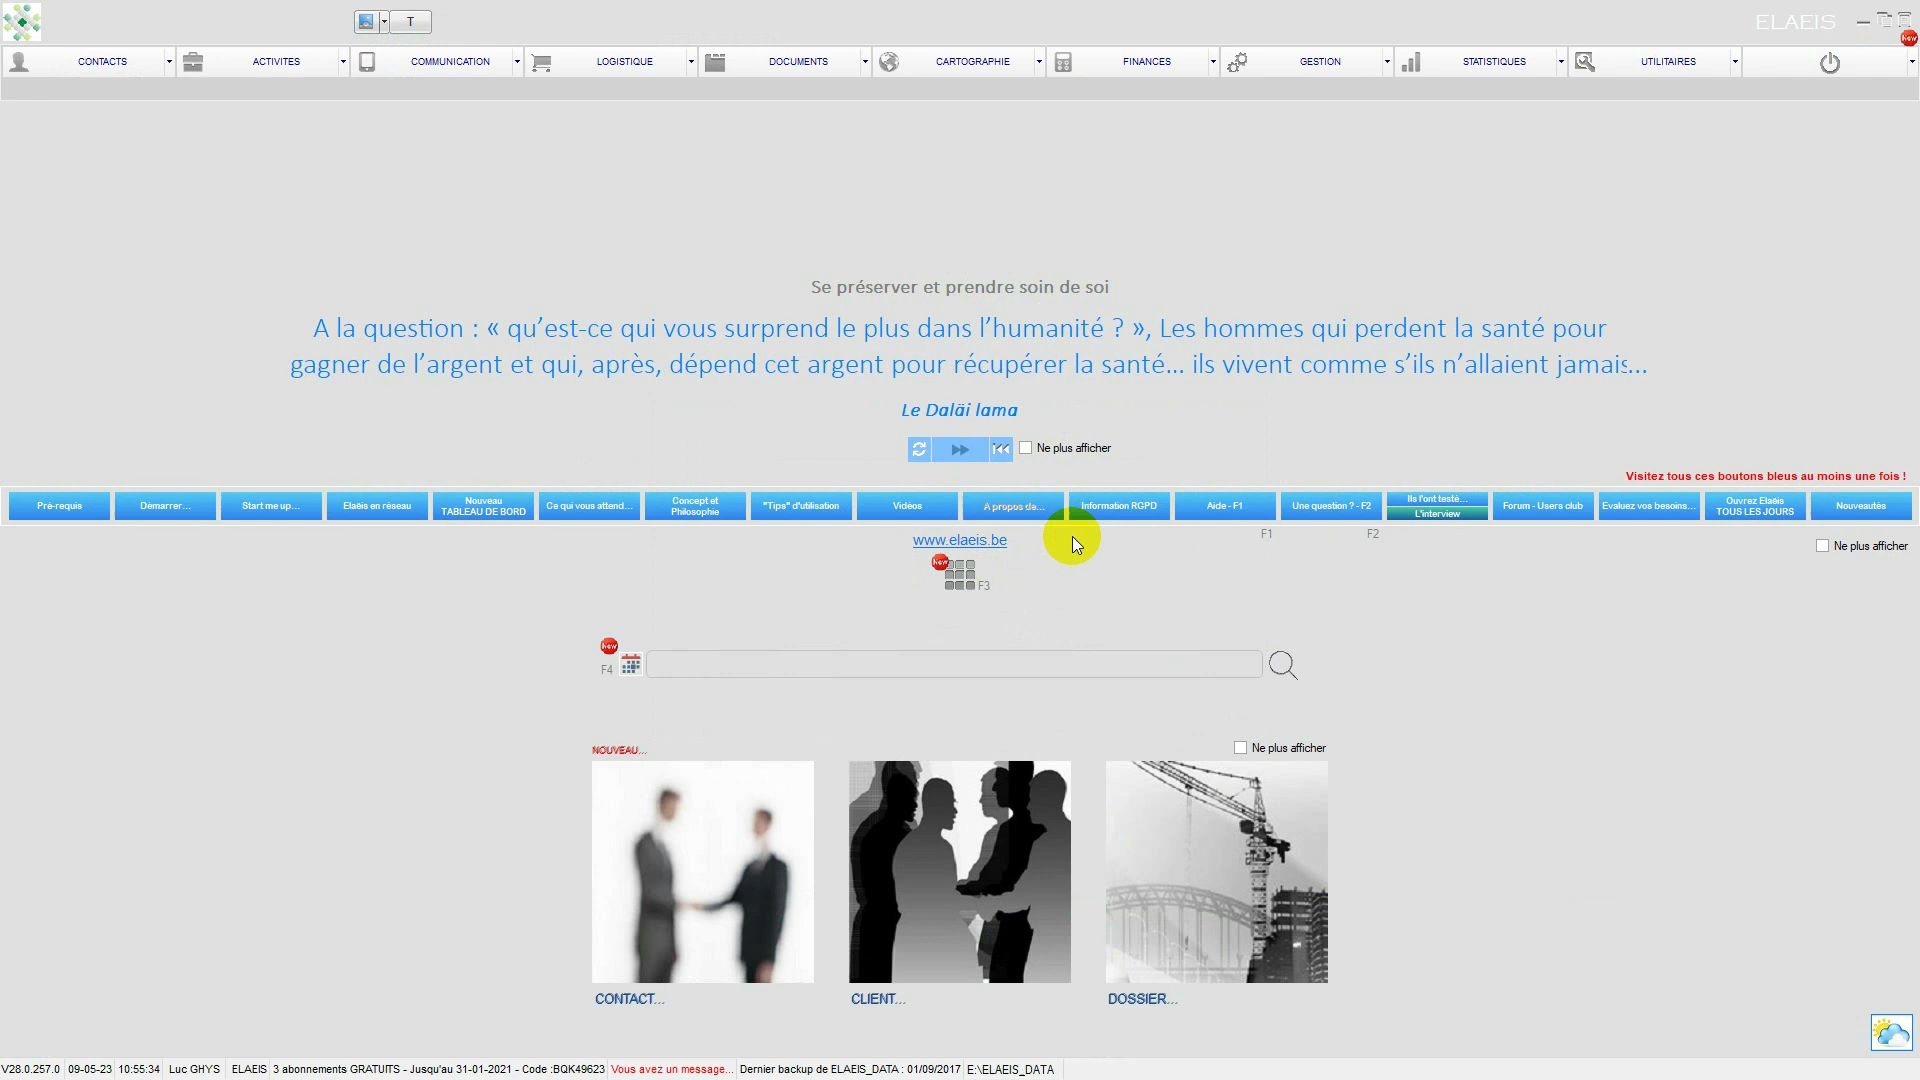 T
ELAEIS
New
CONTACTS
ACTIVITES
COMMUNICATION
LOGISTIQUE
DOCUMENTS
CARTOGRAPHIE
FINANCES
GESTION
STATISTIQUES
UTILITAIRES
Se préserver et prendre soin de soi
A la question : « qu'est-ce qui vous surprend le plus dans l'humanité ? », Les hommes qui perdent la santé pour
gagner de l'argent et qui, après, dépend cet argent pour récupérer la santé... ils vivent comme s'ils n'allaient jamais...
Le Dalaï lama
Ne plus afficher
Visitez tous ces boutons bleus au moins une fois !
Pré-requis
Démarrer...
Start me up...
Elaeis en réseau
Nouveau
TABLEAU DE BORD
Ce qui vous attend...
Concept et
Philosophie
"Tips" d'utilisation
Vidéos
A propos de...
Information RGPD
Aide - F1
Une question ? - F2
Ils l'ont testé...
L'interview
Forum - Users club
Evaluez vos besoins...
Ouvrez Elaeis
TOUS LES JOURS
Nouveautés
www.elaeis.be
F1
F2
Ne plus afficher
New
F3
New
F4
NOUVEAU...
Ne plus afficher
CONTACT...
CLIENT...
DOSSIER...
V28.0.257.0 09-05-23 10:55:34 Luc GHYS ELAEIS 3 abonnements GRATUITS - Jusqu'au 31-01-2021 - Code :BQK49623 Vous avez un message... Dernier backup de ELAEIS_DATA : 01/09/2017 E:\ELAEIS_DATA